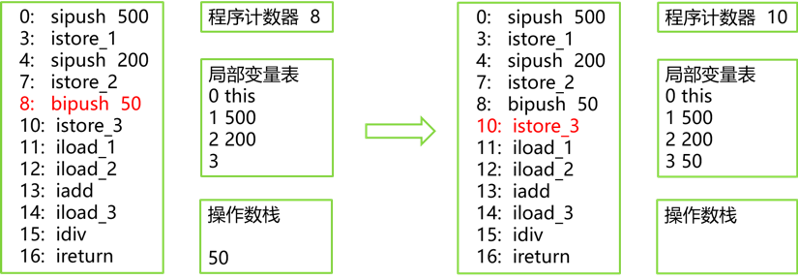 0: sipush 500
3: istore_1
4: sipush 200
7: istore_2
8: bipush 50
10: istore_3
11: iload_1
12: iload_2
13: iadd
14: iload_3
15: idiv
16: ireturn
程序计数器 8
局部变量表
0 this
1 500
2 200
3
操作数栈
50
0: sipush 500
3: istore_1
4: sipush 200
7: istore_2
8: bipush 50
10: istore_3
11: iload_1
12: iload_2
13: iadd
14: iload_3
15: idiv
16: ireturn
程序计数器 10
局部变量表
0 this
1 500
2 200
3 50
操作数栈